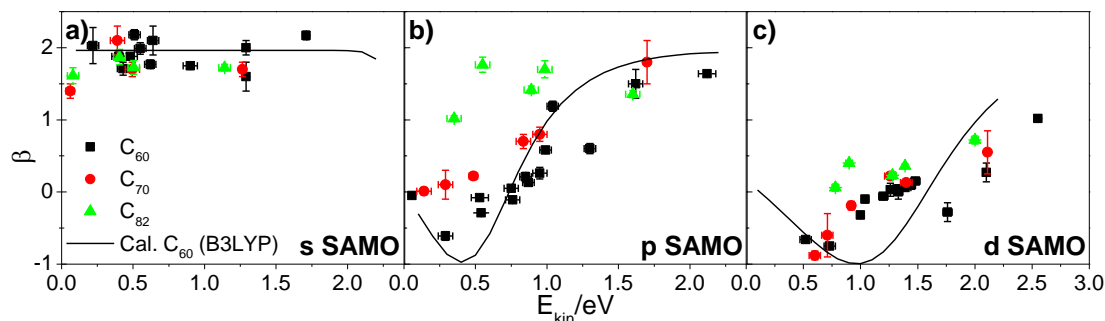 a)
b)
c)
2
1
0
-1
β
C60
C70
C82
Cal. C60 (B3LYP)
s SAMO
p SAMO
d SAMO
0.0 0.5 1.0 1.5 2.0 0.0 0.5 1.0 1.5 2.0 0.0 0.5 1.0 1.5 2.0 2.5 3.0
Ekin/eV